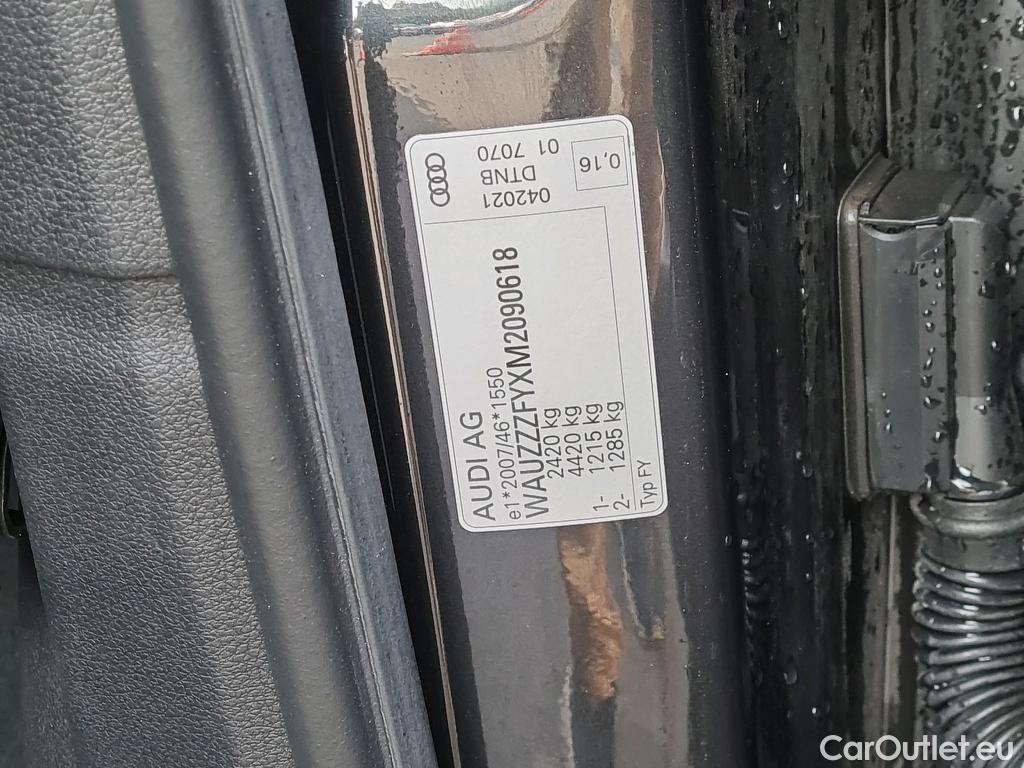 AUDI AG
e1*2007/46*1550
WAUZZZFYXM2090618
2420 kg
4420 kg
1- 1215 kg
2- 1285 kg
Typ FY
042021
DTNB
01 7070
0,16
CarOutlet.eu